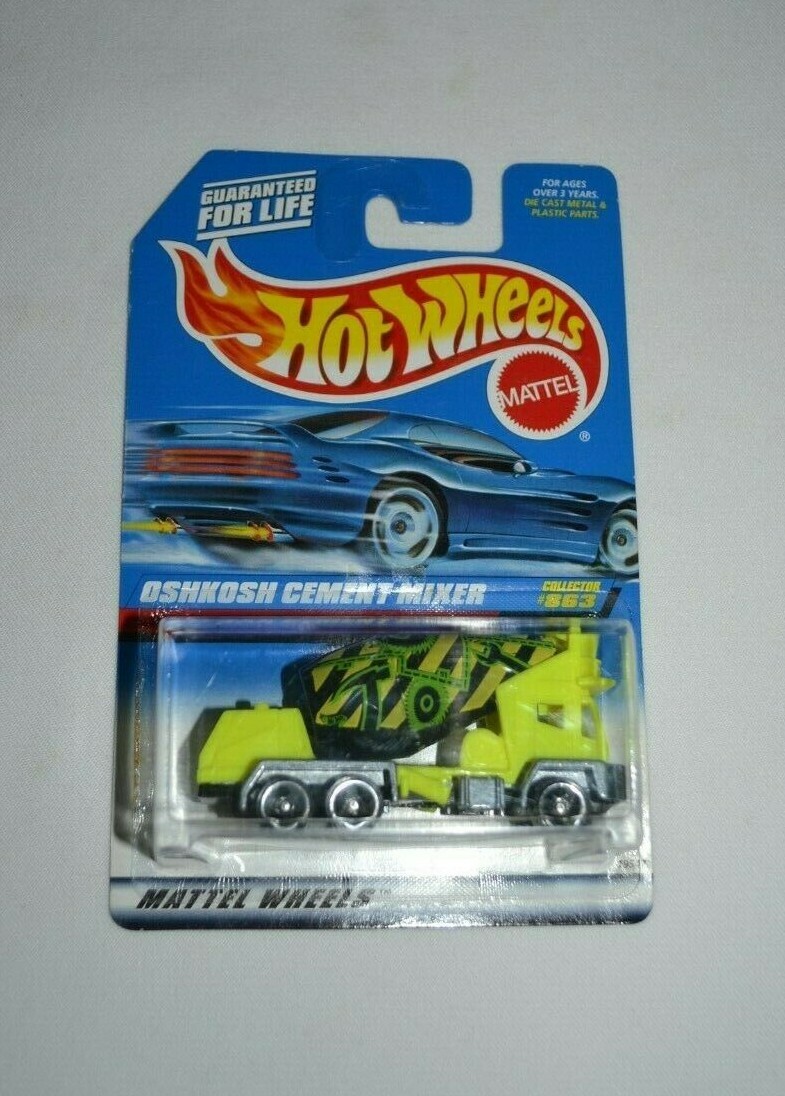 GUARANTEED
FOR LIFE
FOR AGES
OVER 3 YEARS.
DIE CAST METAL &
PLASTIC PARTS.
HOT WHEELS
MATTEL
®
OSHKOSH CEMENT MIXER
COLLECTOR
#863
MATTEL WHEELS™